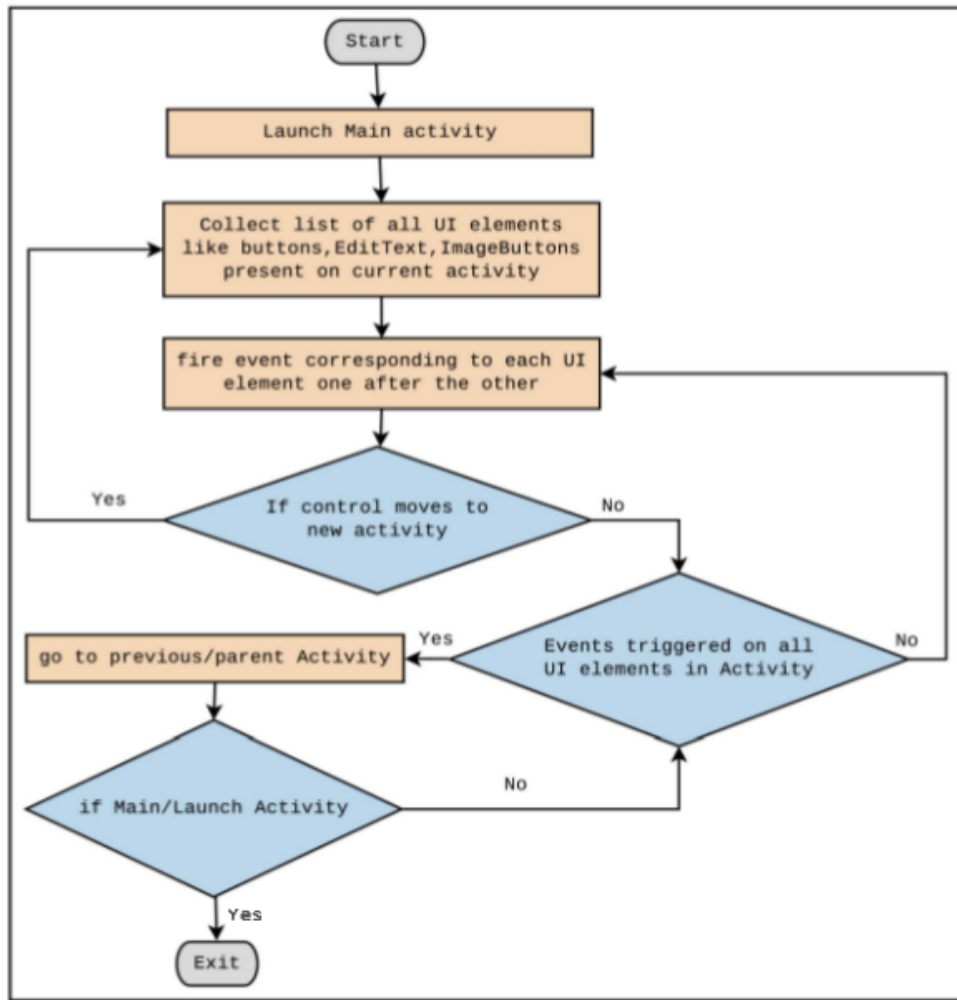 Start
Launch Main activity
Collect list of all UI elements
like buttons,EditText,ImageButtons
present on current activity
fire event corresponding to each UI
element one after the other
Yes
If control moves to
new activity
No
go to previous/parent Activity
Yes
Events triggered on all
UI elements in Activity
No
if Main/Launch Activity
No
Yes
Exit